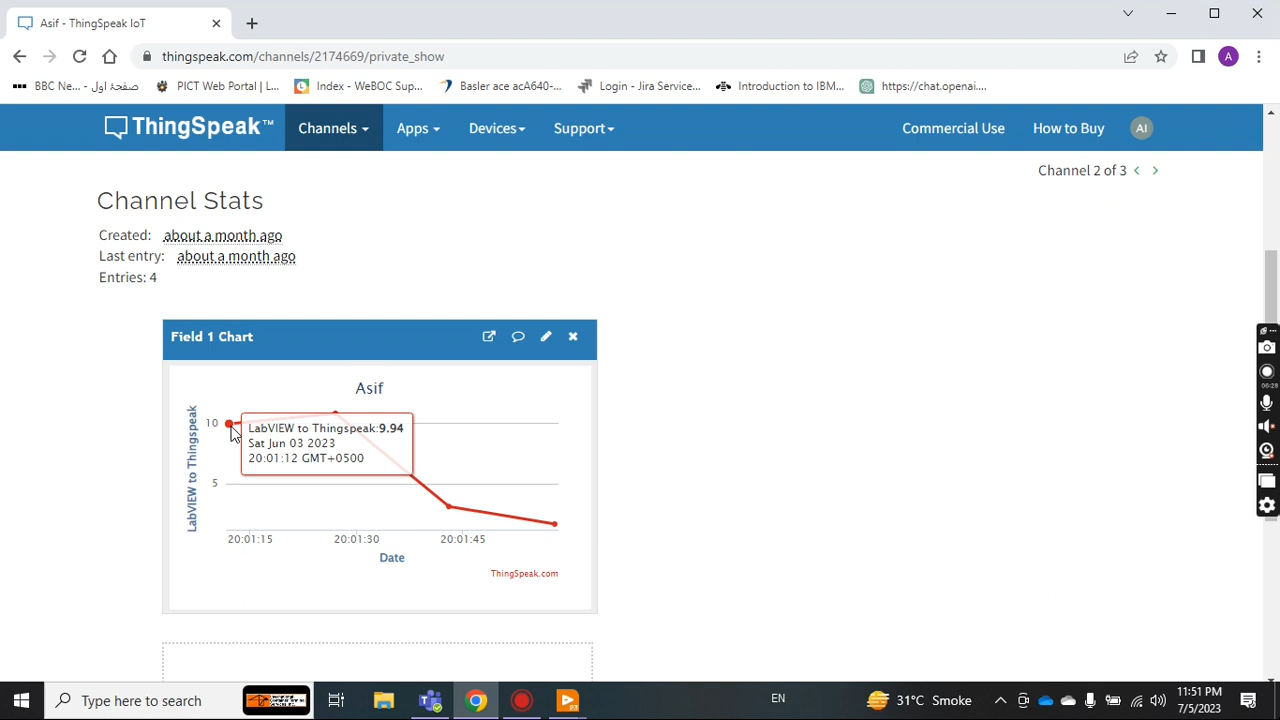 Asif - ThingSpeak IoT
thingspeak.com/channels/2174669/private_show
A
BBC Ne... - صفحۂ اول
PICT Web Portal | L...
Index - WeBOC Sup...
Basler ace acA640-...
Login - Jira Service...
Introduction to IBM...
https://chat.openai....
ThingSpeak™
Channels
Apps
Devices
Support
Commercial Use
How to Buy
AI
Channel 2 of 3
Channel Stats
Created: about a month ago
Last entry: about a month ago
Entries: 4
Field 1 Chart
Asif
LabVIEW to Thingspeak
10
5
LabVIEW to Thingspeak:9.94
Sat Jun 03 2023
20:01:12 GMT+0500
20:01:15
20:01:30
20:01:45
Date
ThingSpeak.com
06:28
Type here to search
EN
31°C Smoke
11:51 PM
7/5/2023